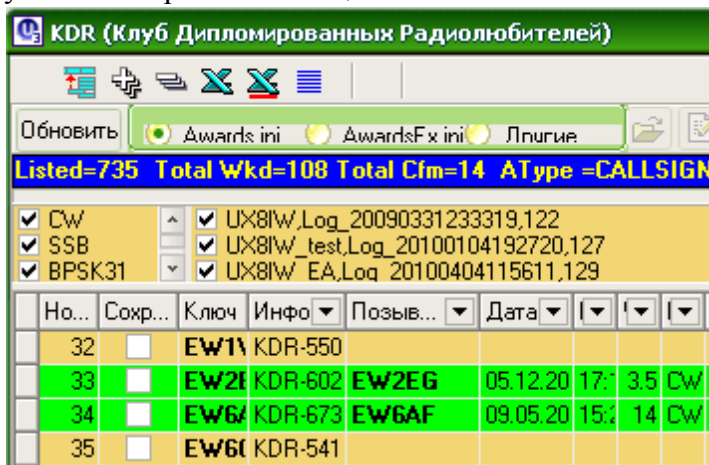 KDR (Клуб Дипломированных Радиолюбителей)
Обновить Awards.ini AwardsEx.ini Другие
Listed=735 Total Wkd=108 Total Cfm=14 AType =CALLSIGN
CW UX8IW,Log_20090331233319,122
SSB UX8IW_test,Log_20100104192720,127
BPSK31 UX8IW_EA,Log_20100404115611,129
Но... Сохр... Ключ Инфо Позыв... Дата
32 KDR-550
33 KDR-602 EW2EG 05.12.20 3.5 CW
34 KDR-673 EW6AF 09.05.20 14 CW
35 KDR-541